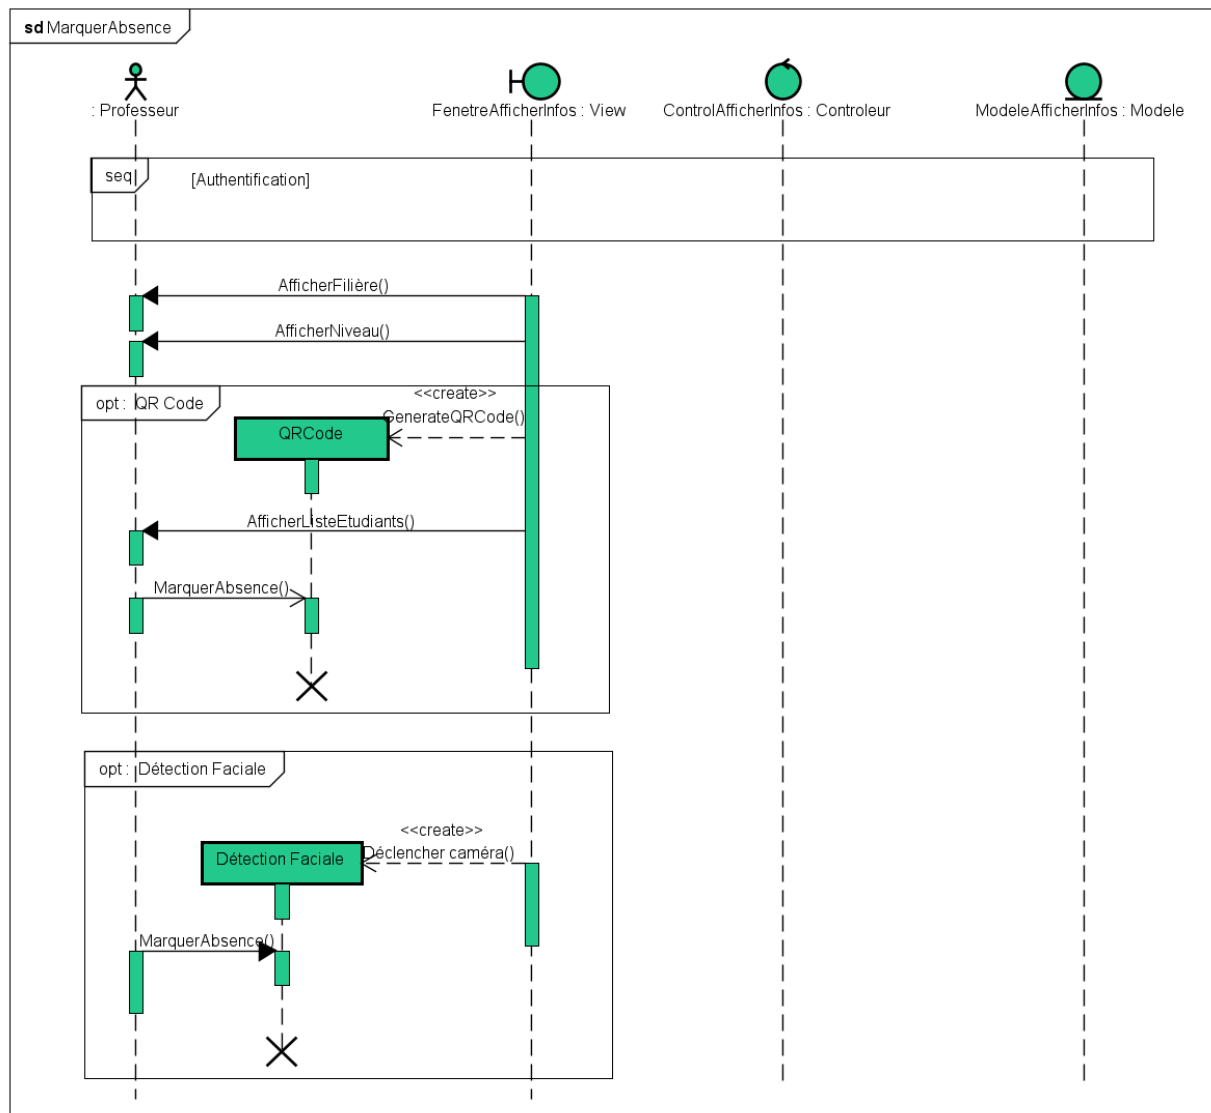 sd MarquerAbsence
: Professeur
FenetreAfficherInfos : View
ControlAfficherInfos : Controleur
ModeleAfficherInfos : Modele
seq
[Authentification]
AfficherFilière()
AfficherNiveau()
opt : QR Code
<<create>>
GenerateQRCode()
QRCode
AfficherListeEtudiants()
MarquerAbsence()
opt : Détection Faciale
<<create>>
Déclencher caméra()
Détection Faciale
MarquerAbsence()